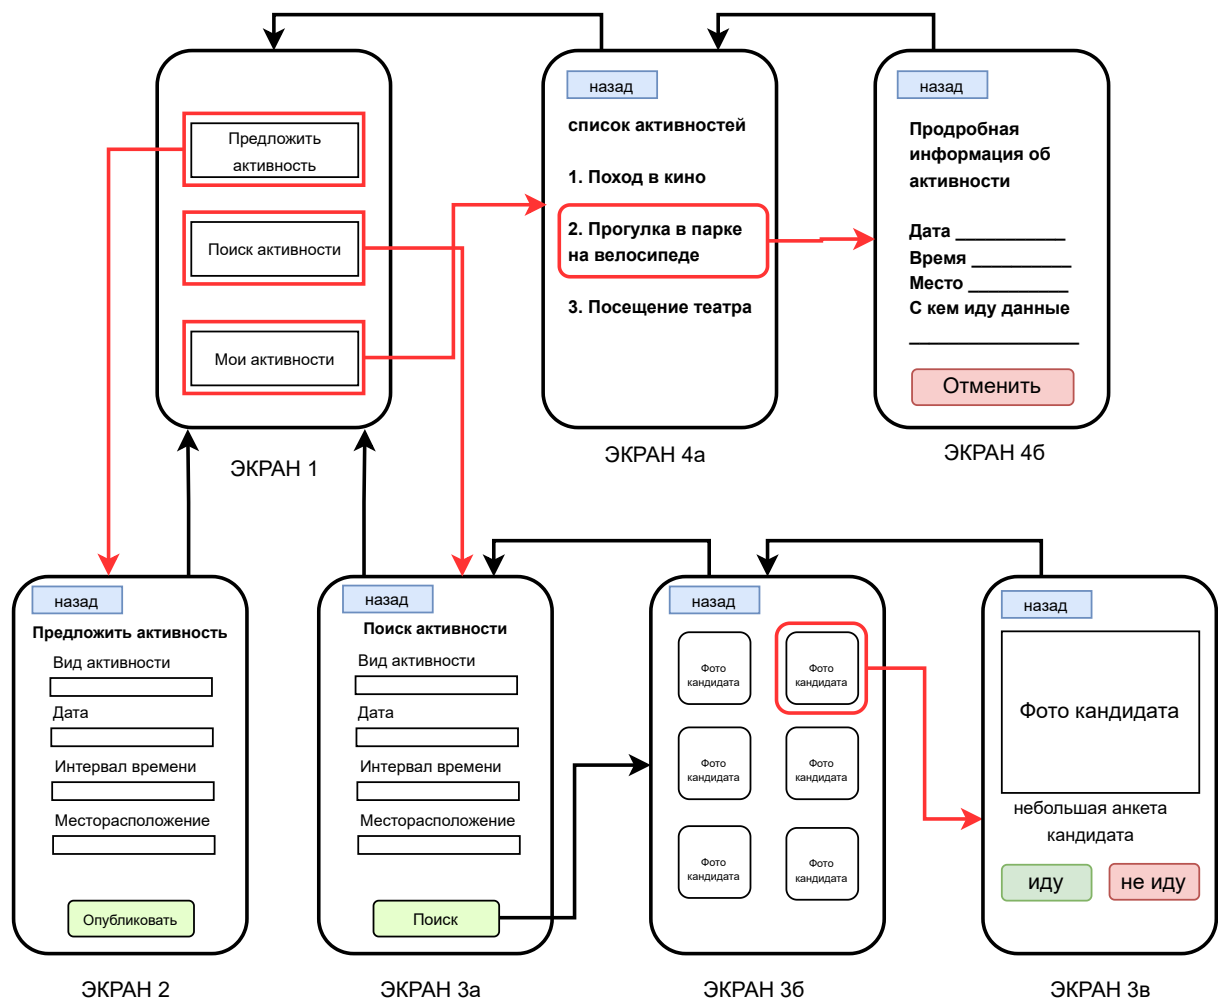 Предложить
активность
Поиск активности
Мои активности
ЭКРАН 1
назад
список активностей
1. Поход в кино
2. Прогулка в парке
на велосипеде
3. Посещение театра
ЭКРАН 4а
назад
Продробная
информация об
активности
Дата ___________
Время __________
Место __________
С кем иду данные
_________________
Отменить
ЭКРАН 4б
назад
Предложить активность
Вид активности
Дата
Интервал времени
Месторасположение
Опубликовать
ЭКРАН 2
назад
Поиск активности
Вид активности
Дата
Интервал времени
Месторасположение
Поиск
ЭКРАН 3а
назад
Фото
кандидата
Фото
кандидата
Фото
кандидата
Фото
кандидата
Фото
кандидата
Фото
кандидата
ЭКРАН 3б
назад
Фото кандидата
небольшая анкета
кандидата
иду
не иду
ЭКРАН 3в